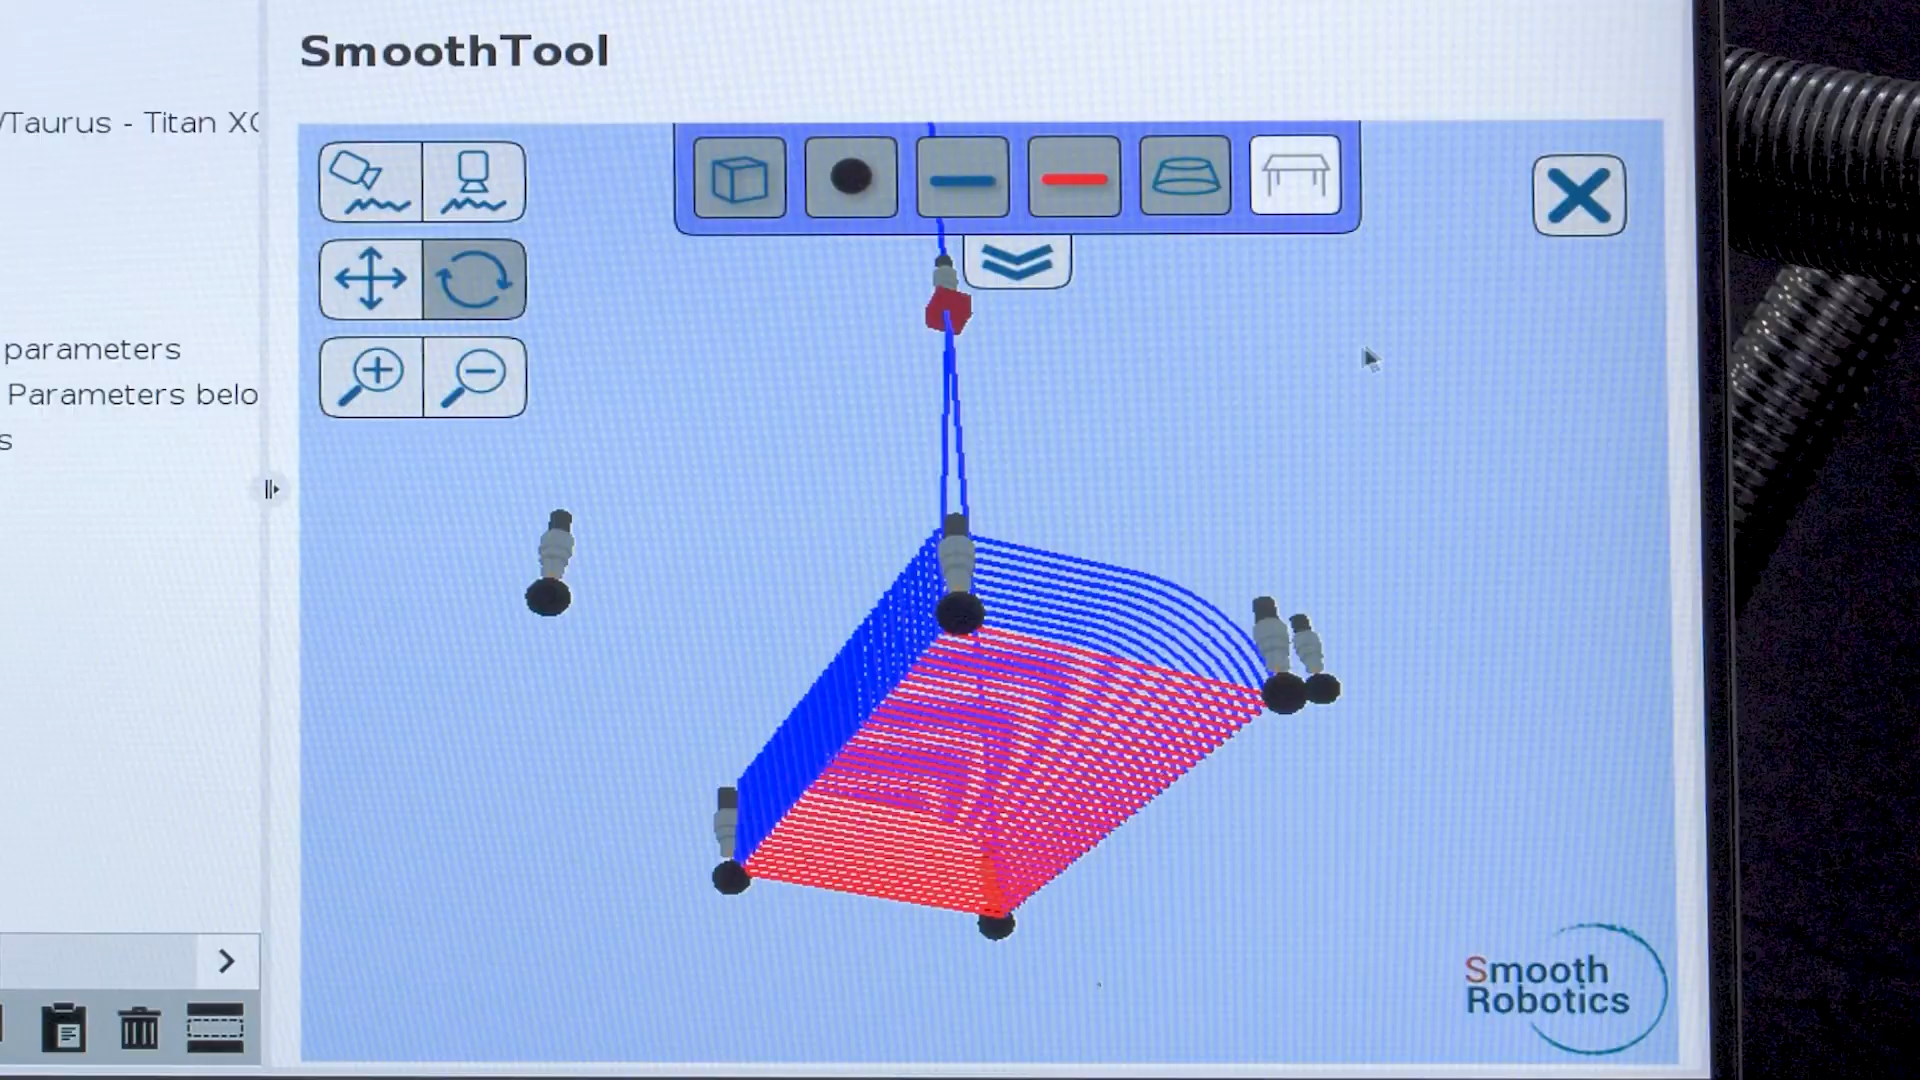 SmoothTool
/Taurus - Titan XC
parameters
Parameters belo
s
Smooth
Robotics